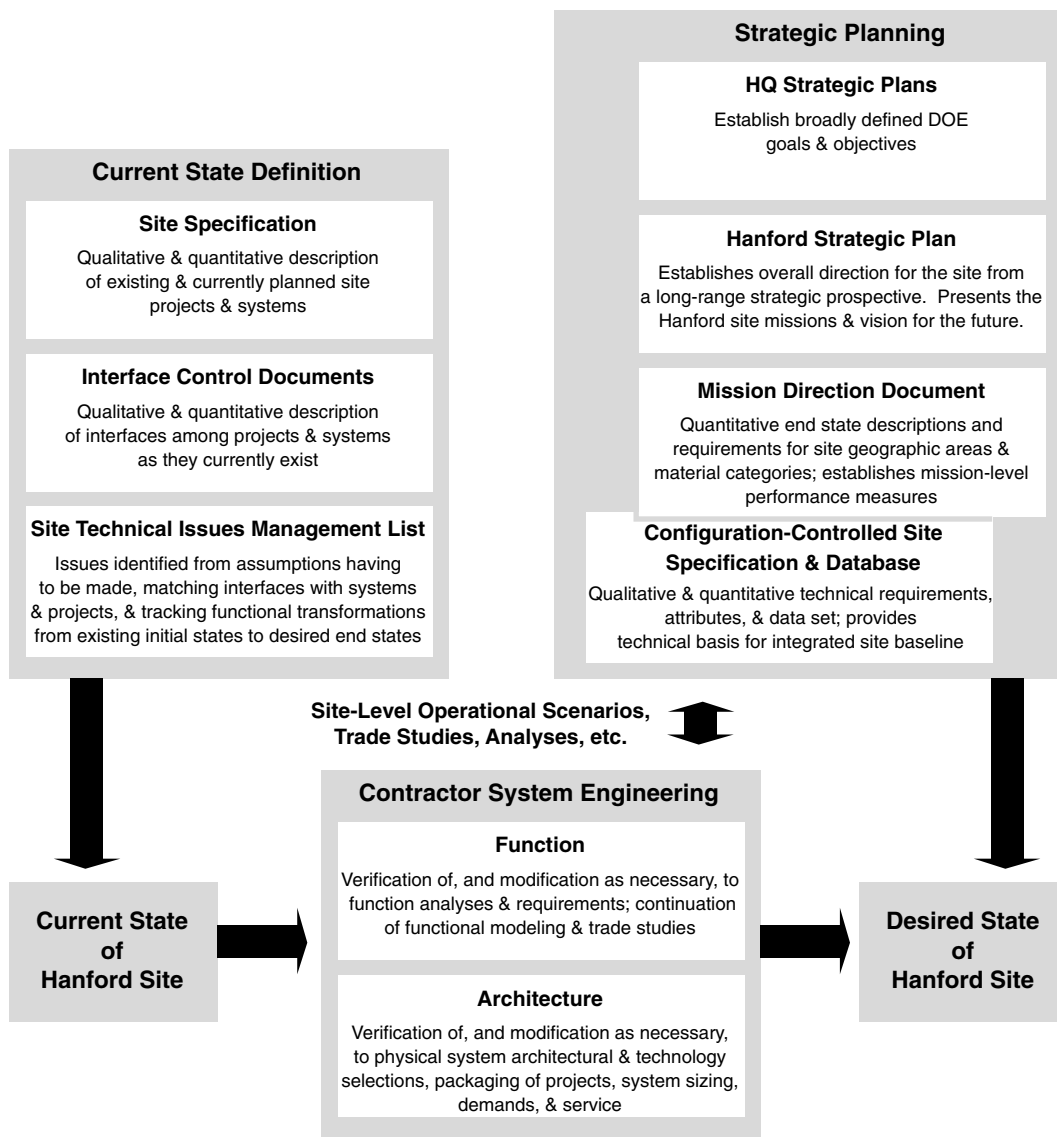 Current State Definition
Site Specification
Qualitative & quantitative description
of existing & currently planned site
projects & systems
Interface Control Documents
Qualitative & quantitative description
of interfaces among projects & systems
as they currently exist
Site Technical Issues Management List
Issues identified from assumptions having
to be made, matching interfaces with systems
& projects, & tracking functional transformations
from existing initial states to desired end states
Strategic Planning
HQ Strategic Plans
Establish broadly defined DOE
goals & objectives
Hanford Strategic Plan
Establishes overall direction for the site from
a long-range strategic prospective.  Presents the
Hanford site missions & vision for the future.
Mission Direction Document
Quantitative end state descriptions and
requirements for site geographic areas &
material categories; establishes mission-level
performance measures
Configuration-Controlled Site
Specification & Database
Qualitative & quantitative technical requirements,
attributes, & data set; provides
technical basis for integrated site baseline
Site-Level Operational Scenarios,
Trade Studies, Analyses, etc.
Current State
of
Hanford Site
Contractor System Engineering
Function
Verification of, and modification as necessary, to
function analyses & requirements; continuation
of functional modeling & trade studies
Architecture
Verification of, and modification as necessary,
to physical system architectural & technology
selections, packaging of projects, system sizing,
demands, & service
Desired State
of
Hanford Site